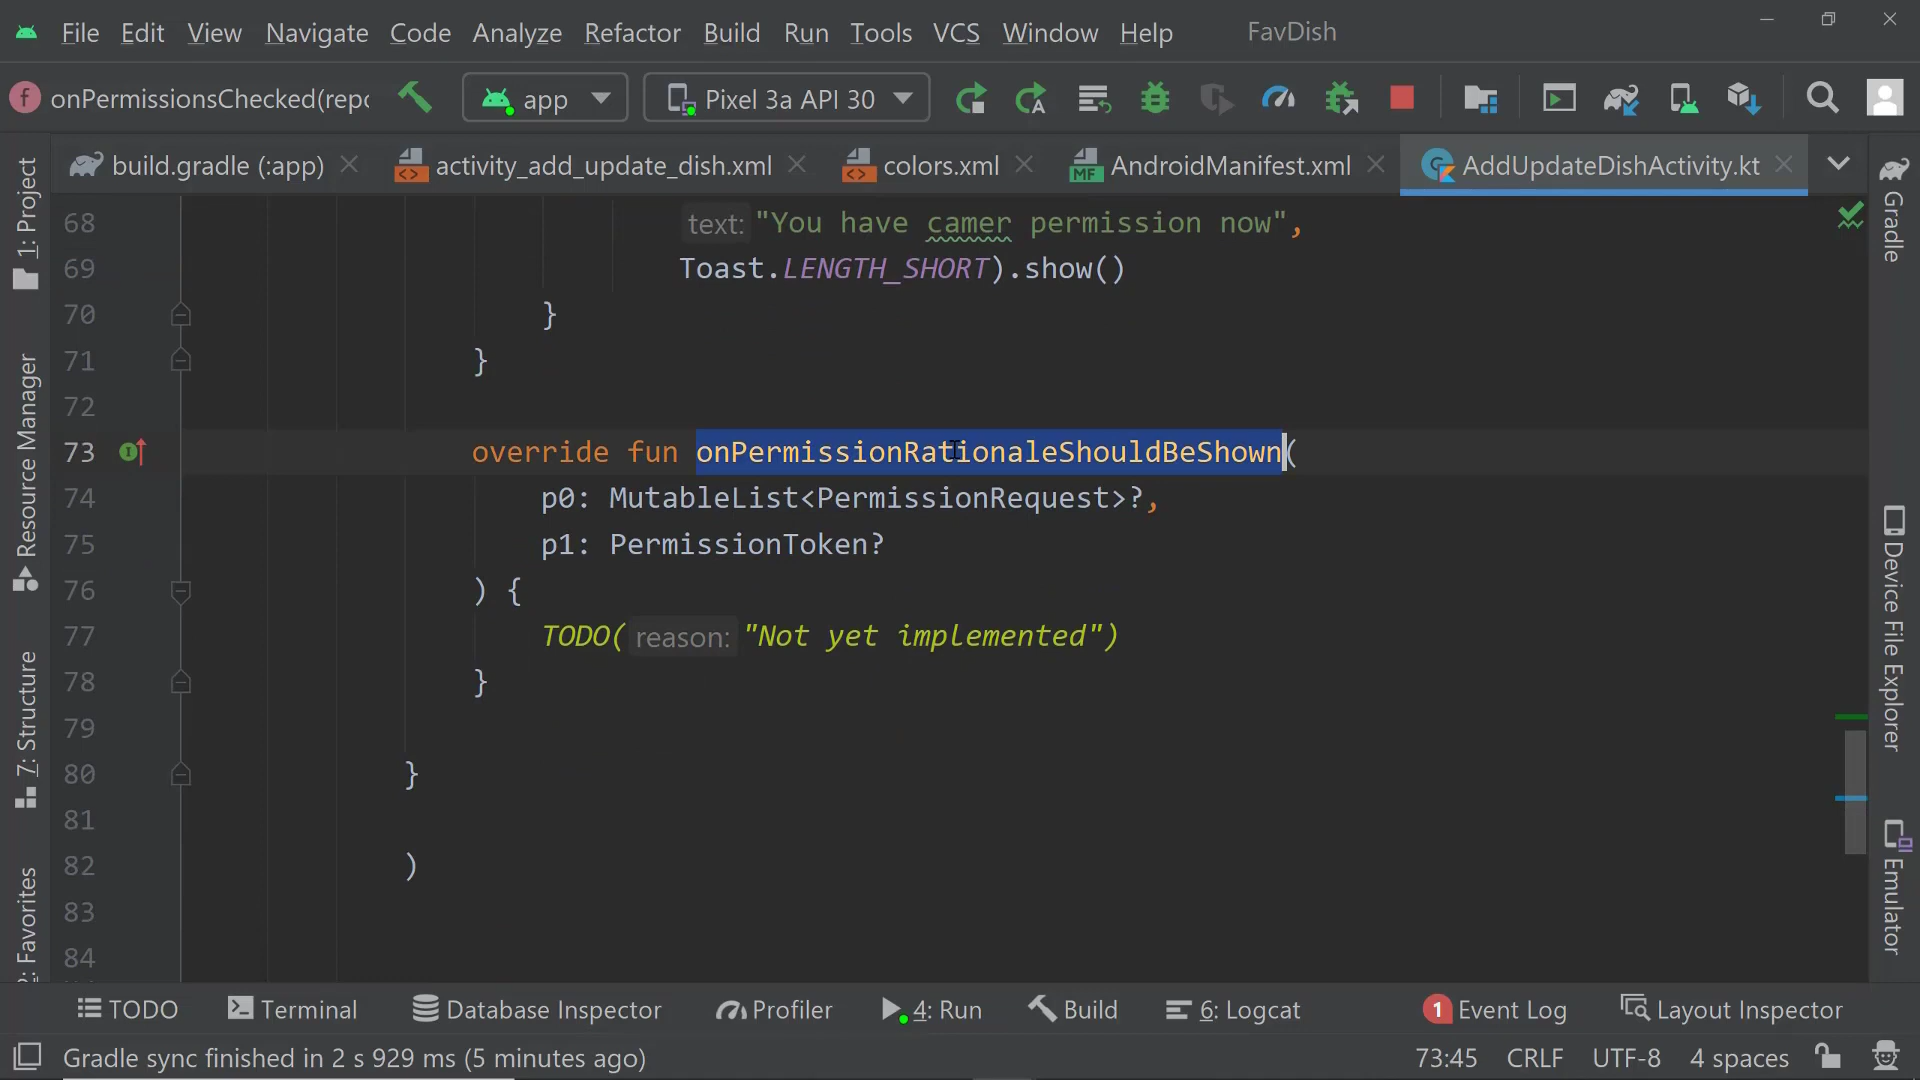 File Edit View Navigate Code Analyze Refactor Build Run Tools VCS Window Help FavDish
onPermissionsChecked(repo app Pixel 3a API 30
build.gradle (:app) activity_add_update_dish.xml colors.xml AndroidManifest.xml AddUpdateDishActivity.kt
1: Project
Resource Manager
7: Structure
2: Favorites
68 text: "You have camer permission now",
69 Toast.LENGTH_SHORT).show()
70 }
71 }
72
73 override fun onPermissionRationaleShouldBeShown(
74 p0: MutableList<PermissionRequest>?,
75 p1: PermissionToken?
76 ) {
77 TODO( reason: "Not yet implemented")
78 }
79
80 }
81
82 )
83
84
Gradle
Device File Explorer
Emulator
TODO Terminal Database Inspector Profiler 4: Run Build 6: Logcat 1 Event Log Layout Inspector
Gradle sync finished in 2 s 929 ms (5 minutes ago) 73:45 CRLF UTF-8 4 spaces